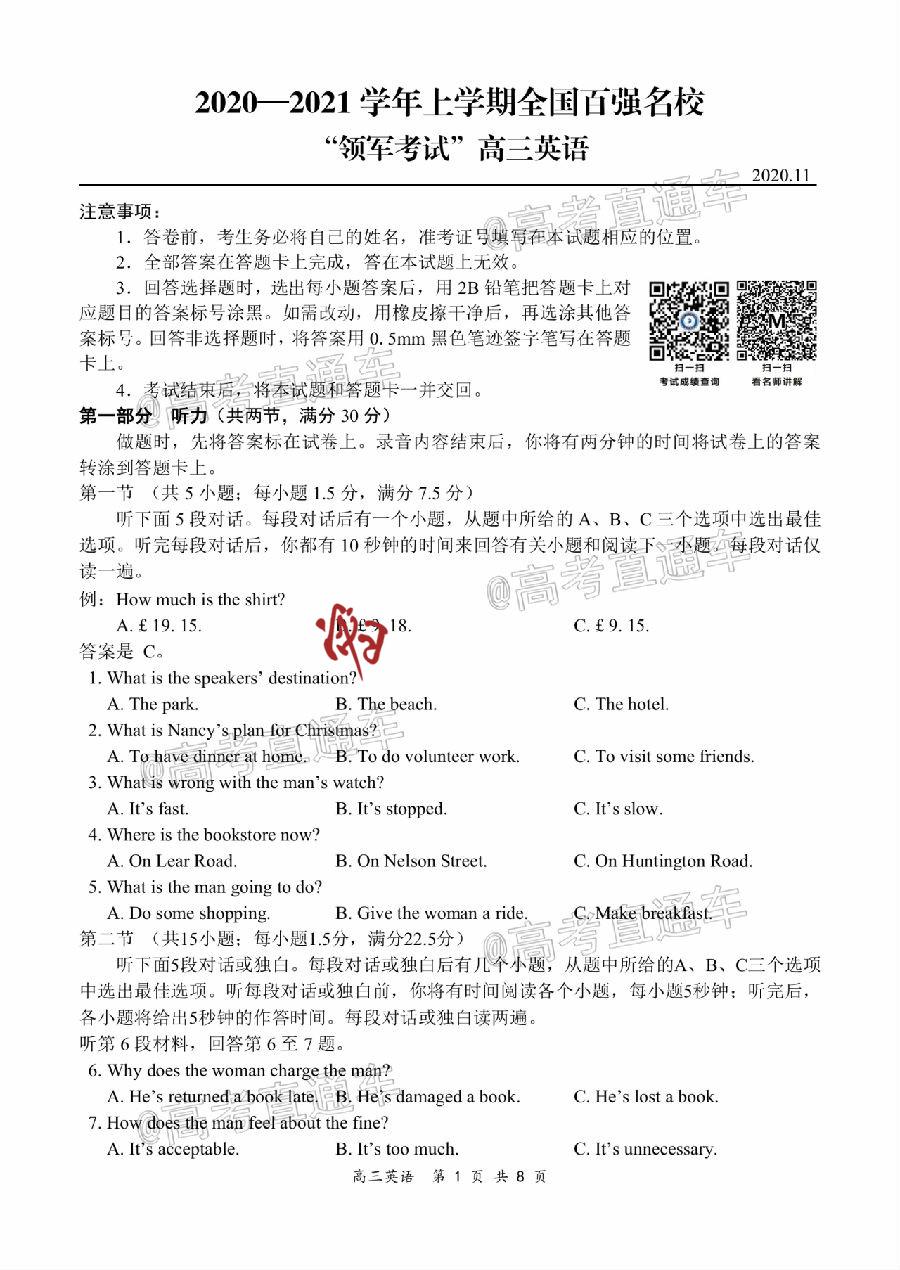 2020—2021 学年上学期全国百强名校
“领军考试”高三英语
2020.11
注意事项：
1．答卷前，考生务必将自己的姓名，准考证号填写在本试题相应的位置。
2．全部答案在答题卡上完成，答在本试题上无效。
3．回答选择题时，选出每小题答案后，用 2B 铅笔把答题卡上对
应题目的答案标号涂黑。如需改动，用橡皮擦干净后，再选涂其他答
案标号。回答非选择题时，将答案用 0.5mm 黑色笔迹签字笔写在答题
卡上。
4．考试结束后，将本试题和答题卡一并交回。
扫一扫 扫一扫
考试成绩查询 看名师讲解
第一部分 听力（共两节，满分 30 分）
做题时，先将答案标在试卷上。录音内容结束后，你将有两分钟的时间将试卷上的答案
转涂到答题卡上。
第一节 （共 5 小题；每小题 1.5 分，满分 7.5 分）
听下面 5 段对话。每段对话后有一个小题，从题中所给的 A、B、C 三个选项中选出最佳
选项。听完每段对话后，你都有 10 秒钟的时间来回答有关小题和阅读下一小题。每段对话仅
读一遍。
例：How much is the shirt?
A. £ 19. 15. B. £ 9. 18. C. £ 9. 15.
答案是 C。
1. What is the speakers’ destination?
A. The park. B. The beach. C. The hotel.
2. What is Nancy’s plan for Christmas?
A. To have dinner at home. B. To do volunteer work. C. To visit some friends.
3. What is wrong with the man’s watch?
A. It’s fast. B. It’s stopped. C. It’s slow.
4. Where is the bookstore now?
A. On Lear Road. B. On Nelson Street. C. On Huntington Road.
5. What is the man going to do?
A. Do some shopping. B. Give the woman a ride. C. Make breakfast.
第二节 （共15小题；每小题1.5分，满分22.5分）
听下面5段对话或独白。每段对话或独白后有几个小题，从题中所给的A、B、C三个选项
中选出最佳选项。听每段对话或独白前，你将有时间阅读各个小题，每小题5秒钟；听完后，
各小题将给出5秒钟的作答时间。每段对话或独白读两遍。
听第 6 段材料，回答第 6 至 7 题。
6. Why does the woman charge the man?
A. He’s returned a book late. B. He’s damaged a book. C. He’s lost a book.
7. How does the man feel about the fine?
A. It’s acceptable. B. It’s too much. C. It’s unnecessary.
高三英语 第 1 页 共 8 页
@高考直通车
@高考直通车
@高考直通车
@高考直通车
@高考直通车
@高考直通车